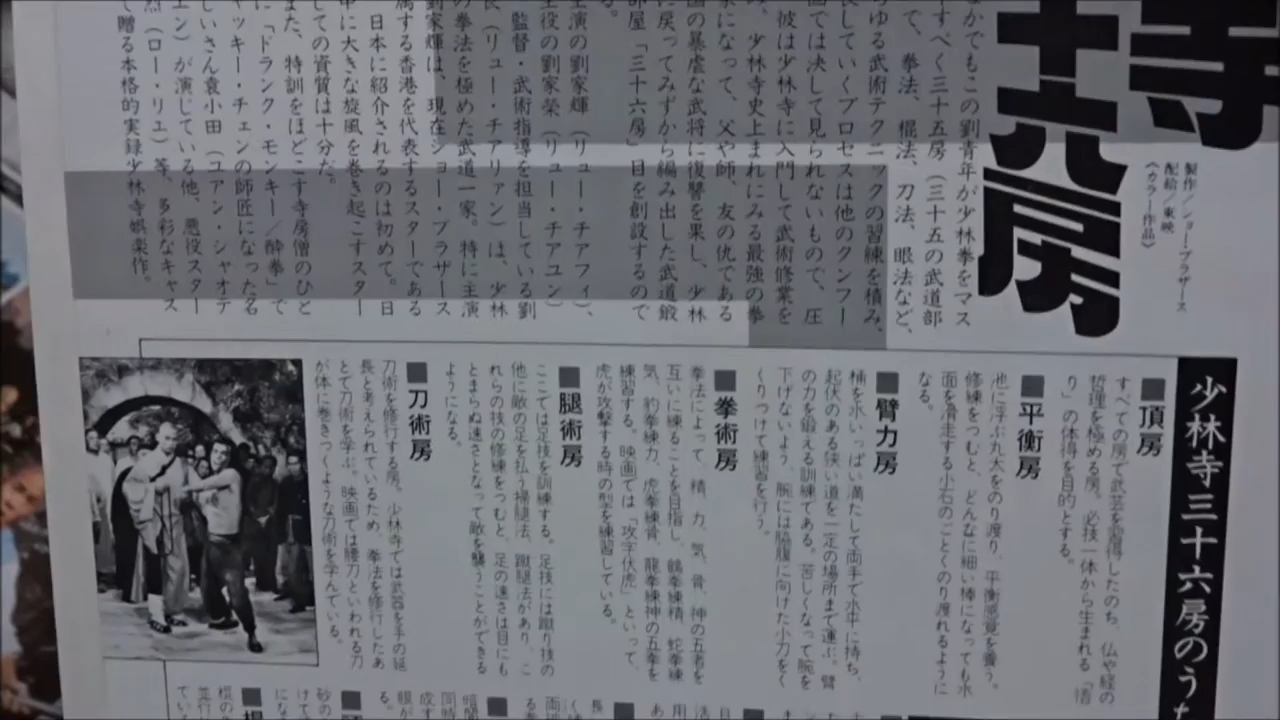 寺
十六房
製作／ショー・ブラザース
配給／東映
《カラー作品》
なかでもこの劉青年が少林拳をマス
すべく三十五房（三十五の武道部
て、拳法、棍法、刀法、眼法など、
らゆる武術テクニックの習練を積み、
長していくプロセスは他のクンフー
画では決して見られないもので、圧
彼は少林寺に入門して武術修業を
み、少林寺史上まれにみる最強の拳
家になって、父や師、友の仇である
国の暴虐な武将に復讐を果し、少林
に戻ってみずから編み出した武道鍛
部屋「三十六房」目を創設するので
る。
主演の劉家輝（リュー・チアフィ）、
主役の劉家榮（リュー・チアユン）
監督・武術指導を担当している劉
良（リュー・チアリァン）は、少林
の拳法を極めた武道一家。特に主演
劉家輝は、現在ショー・ブラザース
属する香港を代表するスターである
日本に紹介されるのは初めて。日
中に大きな旋風を巻き起こすスター
しての資質は十分だ。
また、特訓をほどこす寺房僧のひと
に「ドランク・モンキー／酔拳」で
ャッキー・チェンの師匠になった名
しいさん袁小田（ユアン・シャオテ
エン）が演じている他、悪役スター
烈（ロー・リエ）等、多彩なキャス
で贈る本格的実録少林寺娯楽作。
少林寺三十六房のうち
■頂房
すべての房で武芸を習得したのち、仏や経の
哲理を極める房。必技一体から生まれる「悟
り」の体得を目的とする。
■平衡房
池に浮ぶ丸太をのり渡り、平衡感覚を養う。
修練をつむと、どんなに細い棒になっても水
面を滑走する小石のごとくのり渡れるように
なる。
■臂力房
桶を水いっぱい満たして両手で水平に持ち、
起伏のある狭い道を一定の場所まで運ぶ。臂
の力を鍛える訓練である。苦しくなって腕を
下げないよう、腕には脇腹に向けた小刀をく
くりつけて練習を行う。
■拳術房
拳法によって、精、力、気、骨、神の五者を
互いに練ることを目指し、鶴拳練精、蛇拳練
気、豹拳練力、虎拳練骨、龍拳練神の五拳を
練習する。映画では「攻字伏虎」といって、
虎が攻撃する時の型を練習している。
■腿術房
ここでは足技を訓練する。足技には蹴り技の
他に敵の足を払う掃腿法、蹴腿法があり、こ
れらの技の修練をつむと、足の速さは目にも
とまらぬ速さとなって敵を襲うことができる
ようになる。
■刀術房
刀術を修行する房。少林寺では武器を手の延
長と考えられているため、拳法を修行したあ
とで刀術を学ぶ。映画では腰刀といわれる刀
が体に巻きつくような刀術を学んでいる。